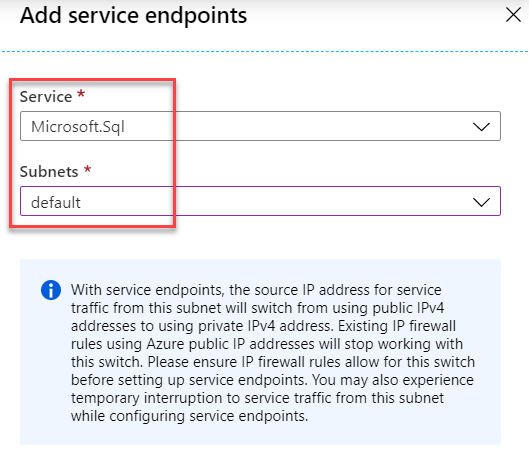 Add service endpoints
Service *
Microsoft.Sql
Subnets *
default
With service endpoints, the source IP address for service
traffic from this subnet will switch from using public IPv4
addresses to using private IPv4 address. Existing IP firewall
rules using Azure public IP addresses will stop working with
this switch. Please ensure IP firewall rules allow for this switch
before setting up service endpoints. You may also experience
temporary interruption to service traffic from this subnet
while configuring service endpoints.